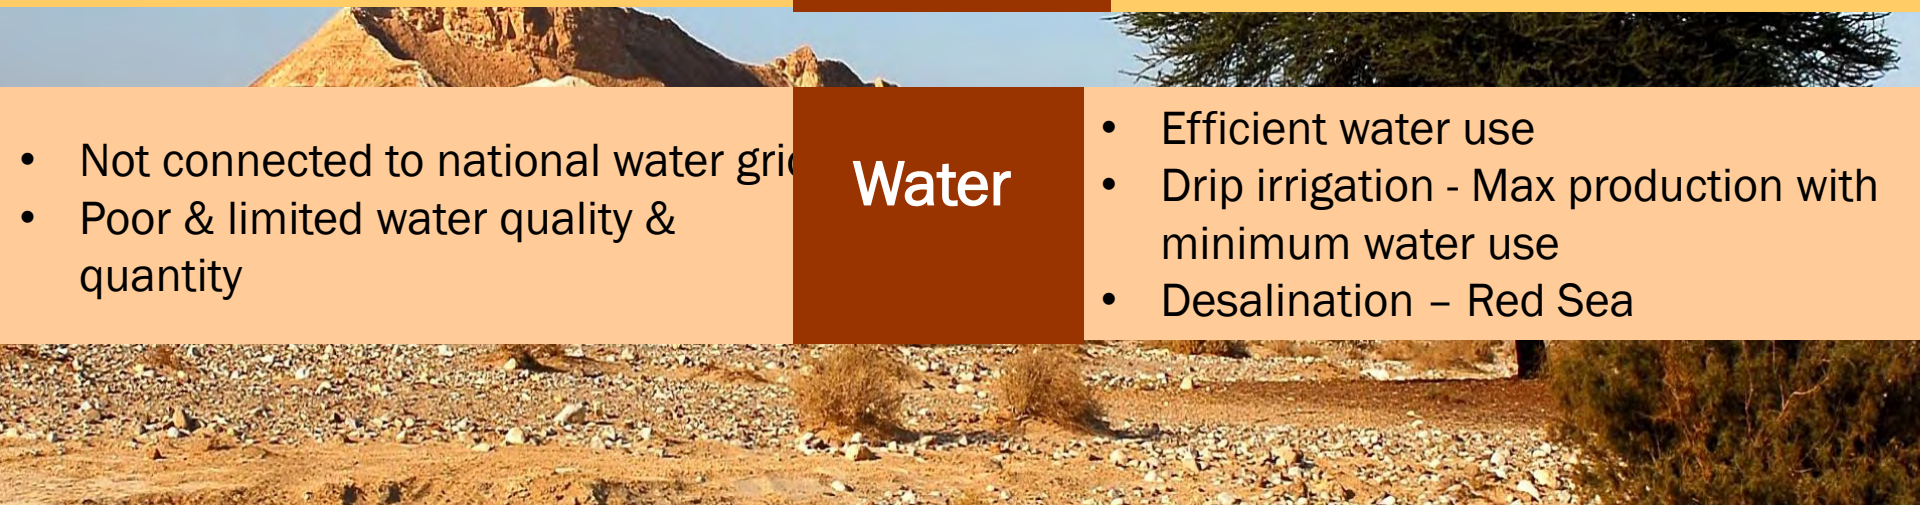 • Not connected to national water
• Poor & limited water quality &
quantity
Water
• Efficient water use
• Drip irrigation - Max production with
minimum water use
• Desalination – Red Sea